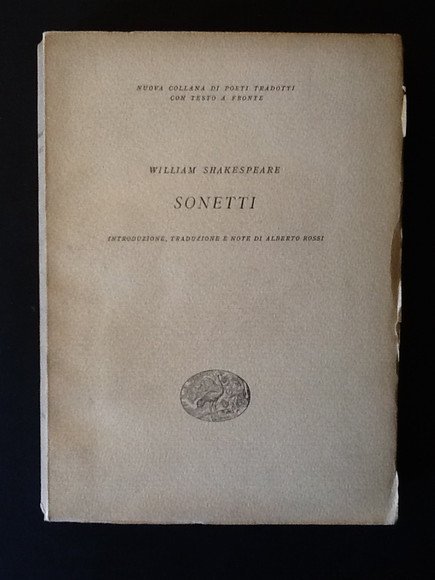 NUOVA COLLANA DI POETI TRADOTTI
CON TESTO A FRONTE
WILLIAM SHAKESPEARE
SONETTI
INTRODUZIONE, TRADUZIONE E NOTE DI ALBERTO ROSSI